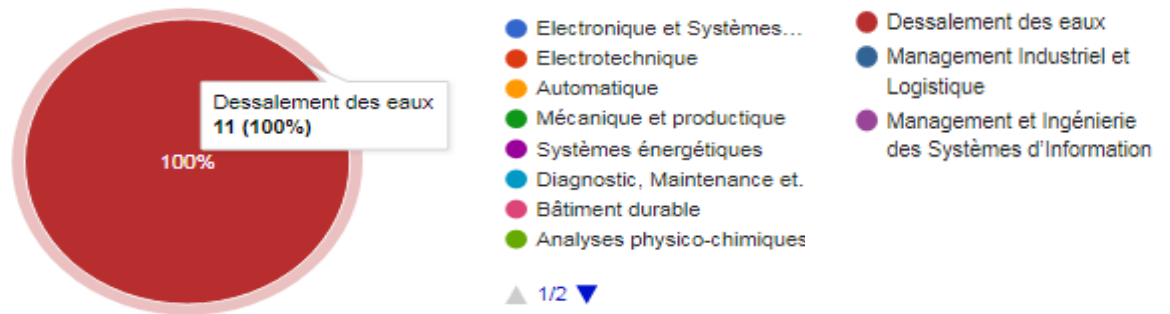 Dessalement des eaux
11 (100%)
100%
Electronique et Systèmes...
Electrotechnique
Automatique
Mécanique et productique
Systèmes énergétiques
Diagnostic, Maintenance et.
Bâtiment durable
Analyses physico-chimiques
1/2
Dessalement des eaux
Management Industriel et
Logistique
Management et Ingénierie
des Systèmes d'Information